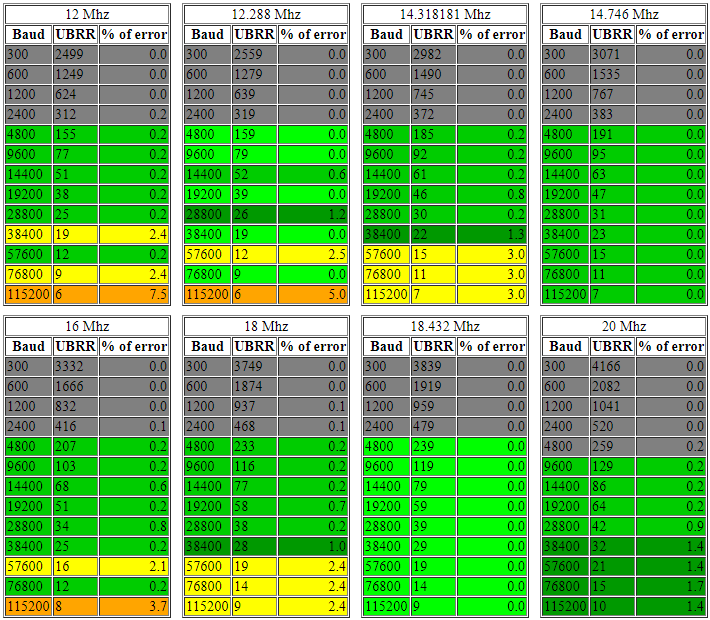 12 Mhz
Baud UBRR % of error
300 2499 0.0
600 1249 0.0
1200 624 0.0
2400 312 0.2
4800 155 0.2
9600 77 0.2
14400 51 0.2
19200 38 0.2
28800 25 0.2
38400 19 2.4
57600 12 0.2
76800 9 2.4
115200 6 7.5
12.288 Mhz
Baud UBRR % of error
300 2559 0.0
600 1279 0.0
1200 639 0.0
2400 319 0.0
4800 159 0.0
9600 79 0.0
14400 52 0.6
19200 39 0.0
28800 26 1.2
38400 19 0.0
57600 12 2.5
76800 9 0.0
115200 6 5.0
14.318181 Mhz
Baud UBRR % of error
300 2982 0.0
600 1490 0.0
1200 745 0.0
2400 372 0.0
4800 185 0.2
9600 92 0.2
14400 61 0.2
19200 46 0.8
28800 30 0.2
38400 22 1.3
57600 15 3.0
76800 11 3.0
115200 7 3.0
14.746 Mhz
Baud UBRR % of error
300 3071 0.0
600 1535 0.0
1200 767 0.0
2400 383 0.0
4800 191 0.0
9600 95 0.0
14400 63 0.0
19200 47 0.0
28800 31 0.0
38400 23 0.0
57600 15 0.0
76800 11 0.0
115200 7 0.0
16 Mhz
Baud UBRR % of error
300 3332 0.0
600 1666 0.0
1200 832 0.0
2400 416 0.1
4800 207 0.2
9600 103 0.2
14400 68 0.6
19200 51 0.2
28800 34 0.8
38400 25 0.2
57600 16 2.1
76800 12 0.2
115200 8 3.7
18 Mhz
Baud UBRR % of error
300 3749 0.0
600 1874 0.0
1200 937 0.1
2400 468 0.1
4800 233 0.2
9600 116 0.2
14400 77 0.2
19200 58 0.7
28800 38 0.2
38400 28 1.0
57600 19 2.4
76800 14 2.4
115200 9 2.4
18.432 Mhz
Baud UBRR % of error
300 3839 0.0
600 1919 0.0
1200 959 0.0
2400 479 0.0
4800 239 0.0
9600 119 0.0
14400 79 0.0
19200 59 0.0
28800 39 0.0
38400 29 0.0
57600 19 0.0
76800 14 0.0
115200 9 0.0
20 Mhz
Baud UBRR % of error
300 4166 0.0
600 2082 0.0
1200 1041 0.0
2400 520 0.0
4800 259 0.2
9600 129 0.2
14400 86 0.2
19200 64 0.2
28800 42 0.9
38400 32 1.4
57600 21 1.4
76800 15 1.7
115200 10 1.4